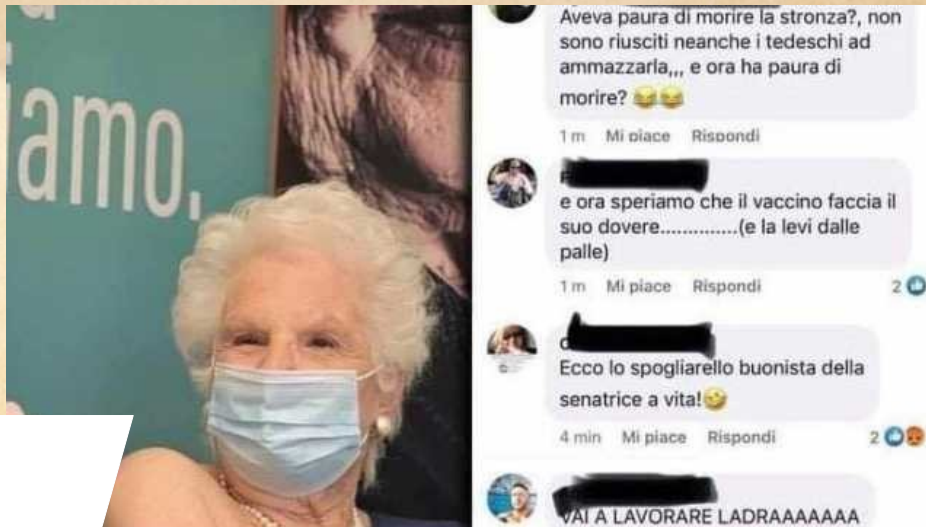 amo.
Aveva paura di morire la stronza?, non
sono riusciti neanche i tedeschi ad
ammazzarla,,, e ora ha paura di
morire? 😂😂
1 m Mi piace Rispondi
e ora speriamo che il vaccino faccia il
suo dovere..............(e la levi dalle
palle)
1 m Mi piace Rispondi 2
Ecco lo spogliarello buonista della
senatrice a vita!🤣
4 min Mi piace Rispondi 2
VAI A LAVORARE LADRAAAAAAA